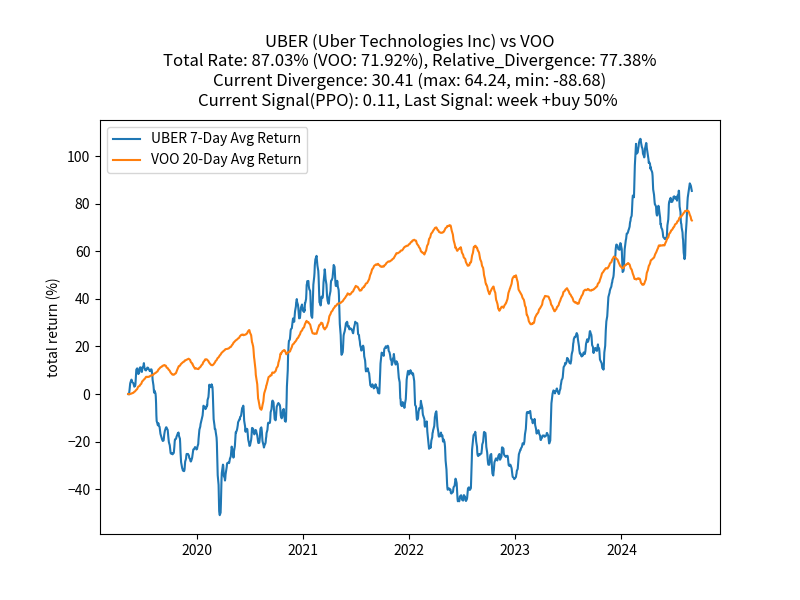 UBER (Uber Technologies Inc) vs VOO
Total Rate: 87.03% (VOO: 71.92%), Relative_Divergence: 77.38%
Current Divergence: 30.41 (max: 64.24, min: -88.68)
Current Signal(PPO): 0.11, Last Signal: week +buy 50%
UBER 7-Day Avg Return
VOO 20-Day Avg Return
total return (%)
100
80
60
40
20
0
−20
−40
2020 2021 2022 2023 2024